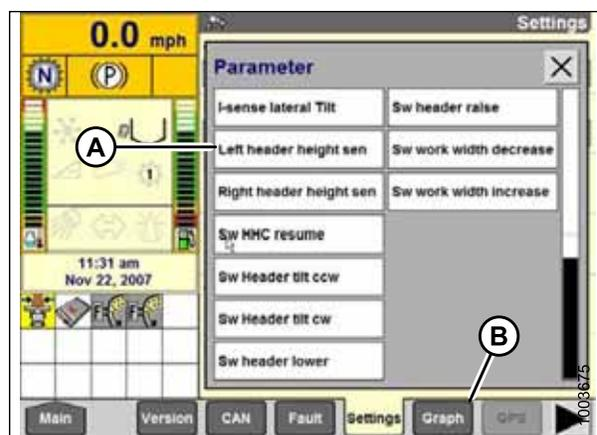 0.0 mph
Settings
N
(P)
Parameter
I-sense lateral Tilt
Sw header raise
Left header height sen
Sw work width decrease
Right header height sen
Sw work width increase
Sw HHC resume
Sw Header tilt ccw
Sw Header tilt cw
Sw header lower
A
B
1
11:31 am
Nov 22, 2007
F
F
Main
Version
CAN
Fault
Settings
Graph
GPS
1003675